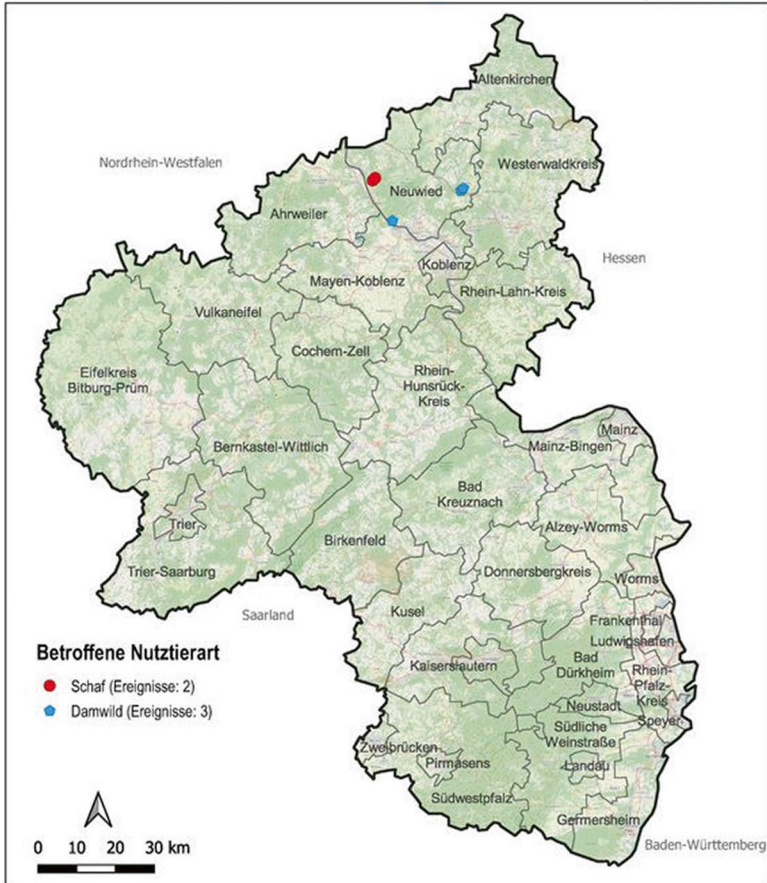 Altenkirchen
Nordrhein-Westfalen
Westerwaldkreis
Neuwied
Ahrweiler
Hessen
Koblenz
Mayen-Koblenz
Rhein-Lahn-Kreis
Vulkaneifel
Cochem-Zell
Eifelkreis
Bitburg-Prüm
Rhein-
Hunsrück-
Kreis
Mainz
Mainz-Bingen
Bernkastel-Wittlich
Bad
Kreuznach
Trier
Alzey-Worms
Birkenfeld
Trier-Saarburg
Donnersbergkreis
Worms
Saarland
Kusel
Frankenthal
Ludwigshafen
Kaiserslautern
Bad
Dürkheim
Rhein-
Pfalz-
Kreis
Neustadt
Speyer
Südliche
Weinstraße
Zweibrücken
Pirmasens
Landau
Südwestpfalz
Germersheim
Baden-Württemberg
Betroffene Nutztierart
Schaf (Ereignisse: 2)
Damwild (Ereignisse: 3)
0 10 20 30 km